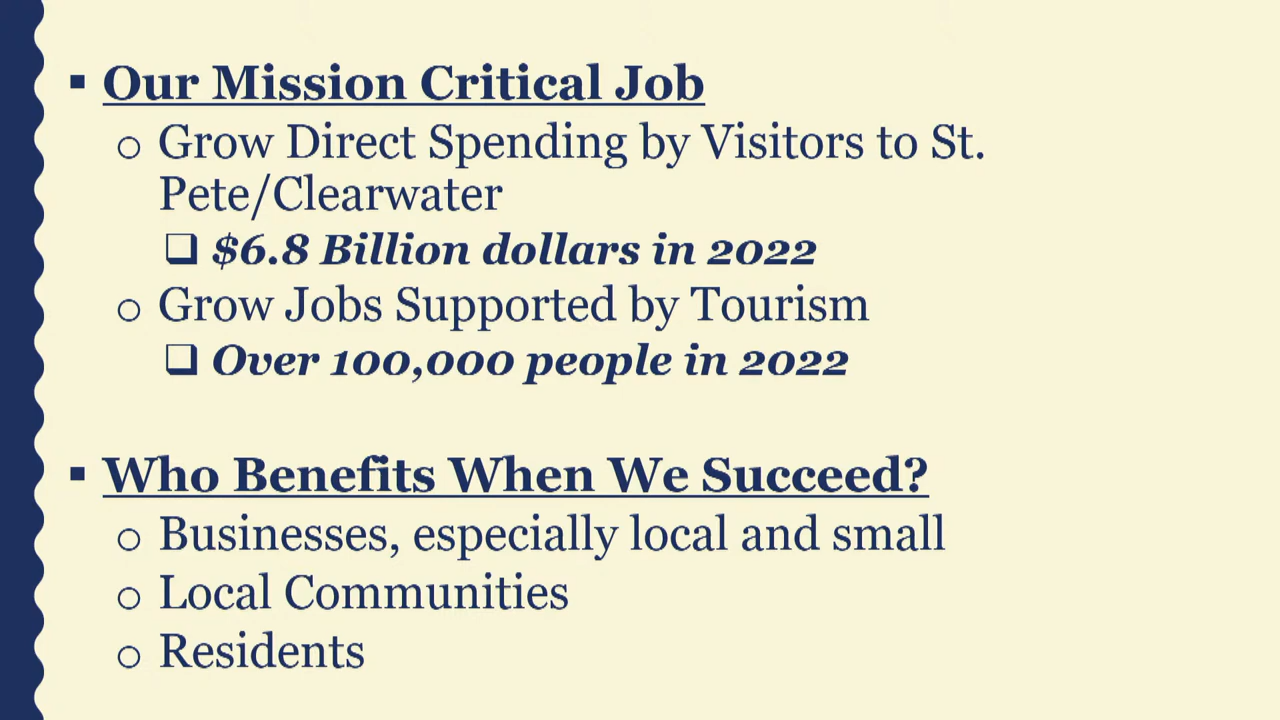 ▪ Our Mission Critical Job
o Grow Direct Spending by Visitors to St.
Pete/Clearwater
❑ $6.8 Billion dollars in 2022
o Grow Jobs Supported by Tourism
❑ Over 100,000 people in 2022
▪ Who Benefits When We Succeed?
o Businesses, especially local and small
o Local Communities
o Residents